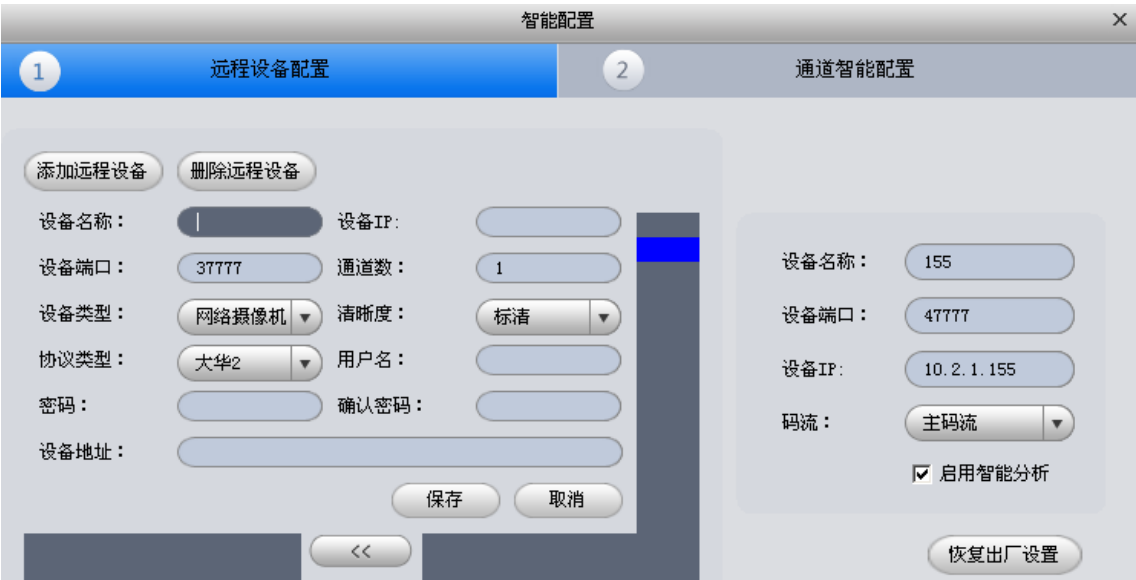 智能配置
1 远程设备配置 2 通道智能配置
添加远程设备 删除远程设备
设备名称： 设备IP:
设备端口： 37777 通道数： 1
设备类型： 网络摄像机 清晰度： 标清
协议类型： 大华2 用户名：
密码： 确认密码：
设备地址：
保存 取消
<<
设备名称： 155
设备端口： 47777
设备IP: 10.2.1.155
码流： 主码流
启用智能分析
恢复出厂设置